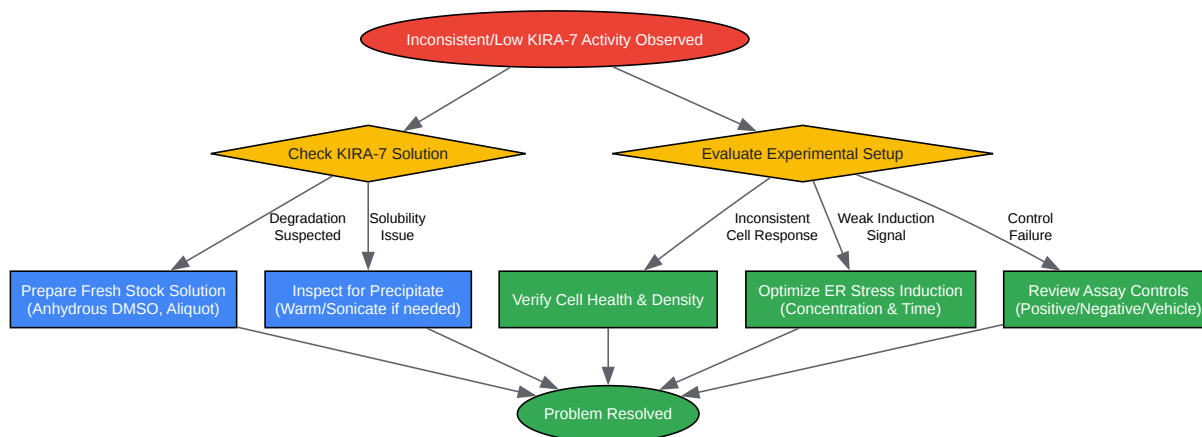 Inconsistent/Low KIRA-7 Activity Observed
Check KIRA-7 Solution
Evaluate Experimental Setup
Degradation
Suspected
Solubility
Issue
Inconsistent
Cell Response
Weak Induction
Signal
Control
Failure
Prepare Fresh Stock Solution
(Anhydrous DMSO, Aliquot)
Inspect for Precipitate
(Warm/Sonicate if needed)
Verify Cell Health & Density
Optimize ER Stress Induction
(Concentration & Time)
Review Assay Controls
(Positive/Negative/Vehicle)
Problem Resolved